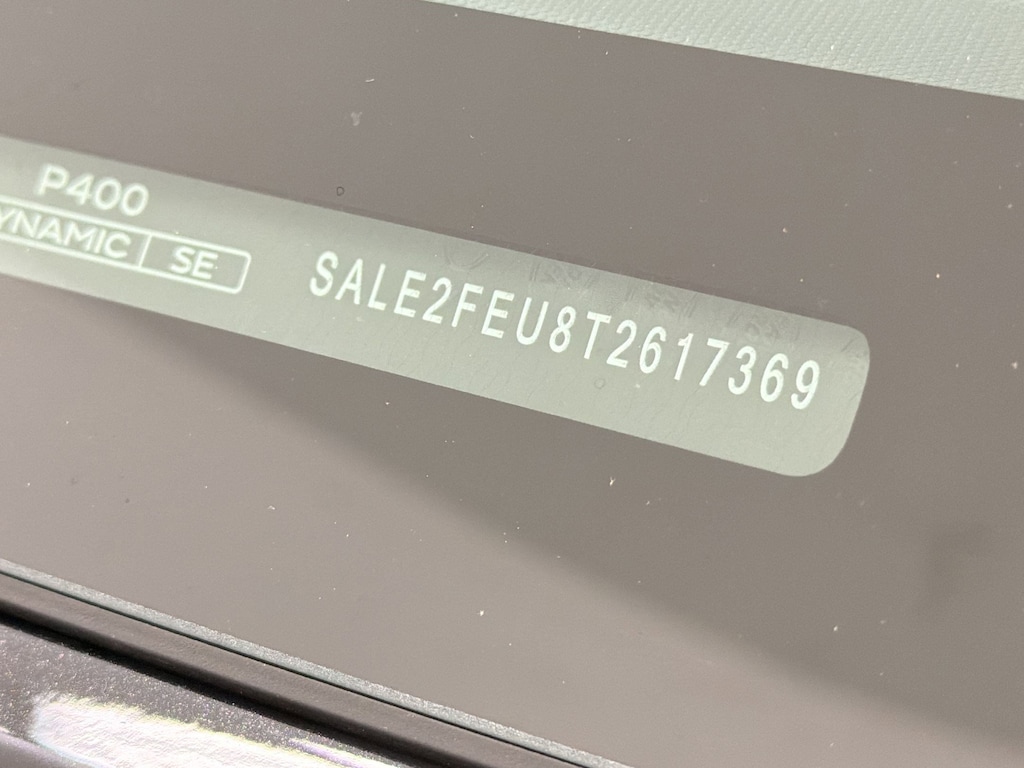 P400
YNAMIC SE
SALE2FEU8T2617369